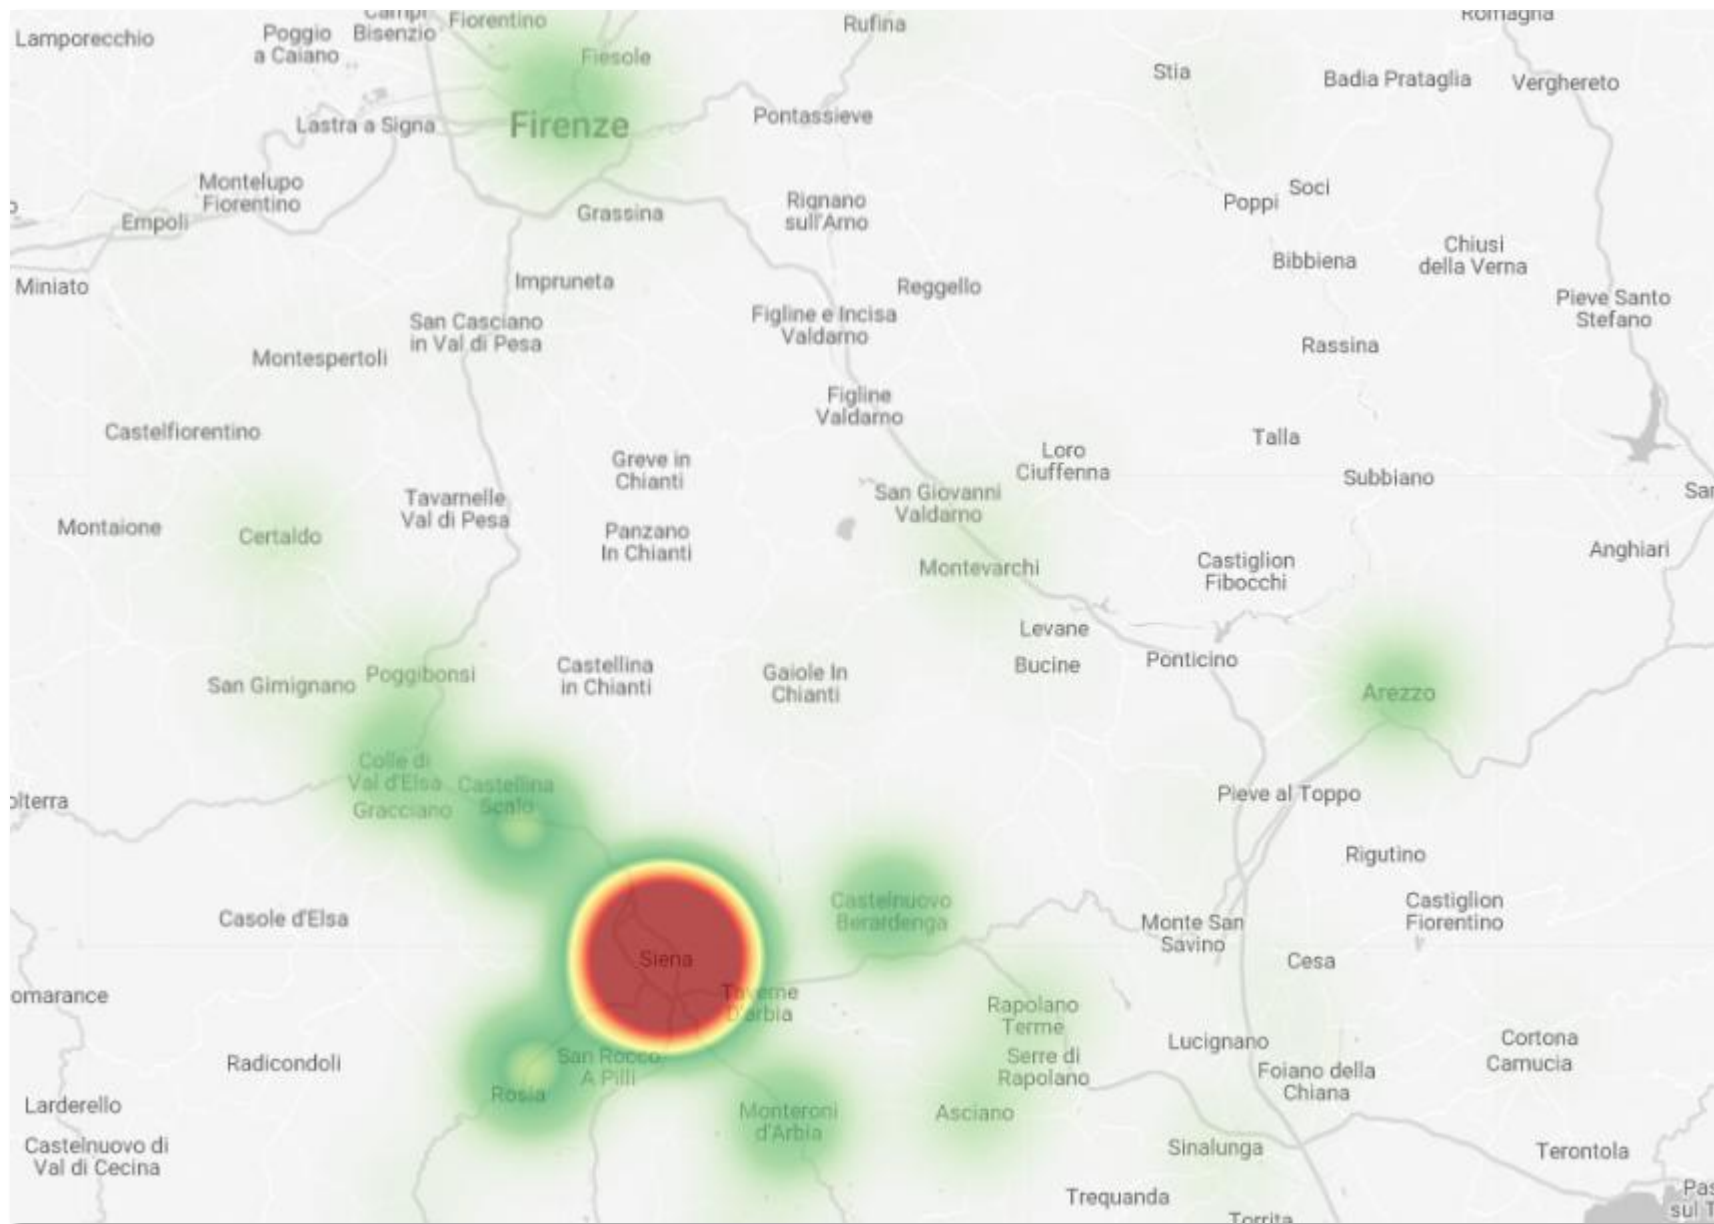 Campi
Bisenzio
Fiorentino
Rufina
Romagna
Lamporecchio
Poggio
a Caiano
Fiesole
Stia
Badia Prataglia
Verghereto
Lastra a Signa
Firenze
Pontassieve
Montelupo
Fiorentino
Empoli
Grassina
Rignano
sull'Arno
Poppi
Soci
Bibbiena
Chiusi
della Verna
Miniato
Impruneta
Reggello
Pieve Santo
Stefano
San Casciano
in Val di Pesa
Figline e Incisa
Valdarno
Montespertoli
Rassina
Figline
Valdarno
Castelfiorentino
Talla
Greve in
Chianti
Loro
Ciuffenna
Subbiano
San Giovanni
Valdarno
Tavarnelle
Val di Pesa
Montaione
Certaldo
Panzano
In Chianti
Anghiari
Montevarchi
Castiglion
Fibocchi
Levane
Bucine
Ponticino
San Gimignano
Poggibonsi
Castellina
in Chianti
Gaiole In
Chianti
Arezzo
Colle di
Val d'Elsa
Gracciano
Castellina
Scalo
olterra
Pieve al Toppo
Rigutino
Casole d'Elsa
Castelnuovo
Berardenga
Monte San
Savino
Castiglion
Fiorentino
Siena
Cesa
omarance
Taverne
D'arbia
Rapolano
Terme
Lucignano
Cortona
Camucia
Radicondoli
San Rocco
A Pilli
Serre di
Rapolano
Foiano della
Chiana
Rosia
Larderello
Monteroni
d'Arbia
Asciano
Castelnuovo di
Val di Cecina
Sinalunga
Terontola
Trequanda
Pas
sul T
Torrita